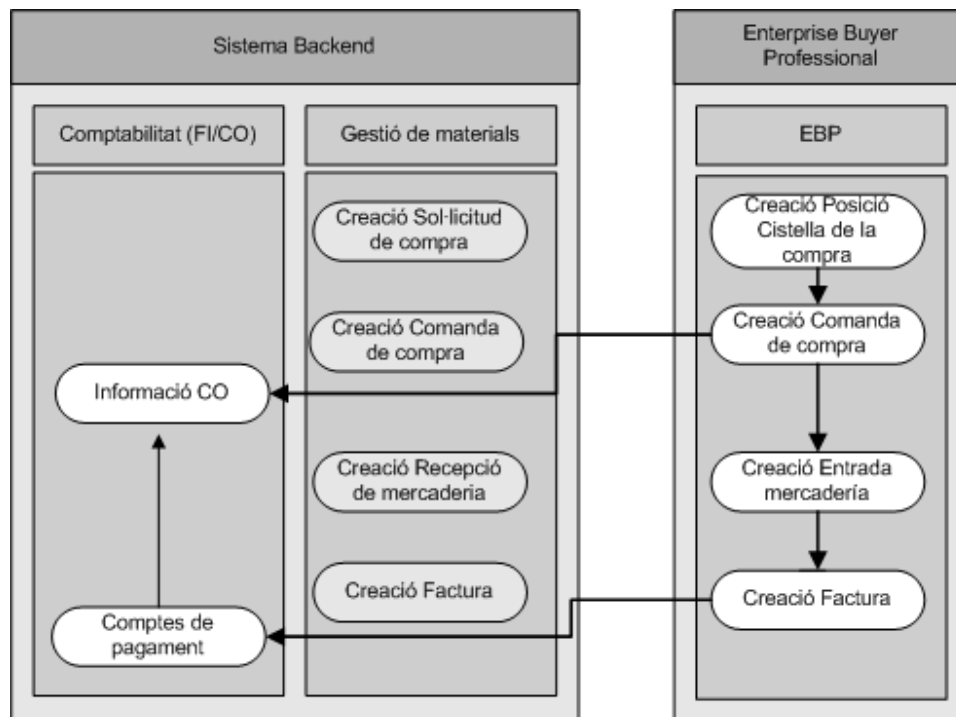 Sistema Backend
Enterprise Buyer
Professional
Comptabilitat (FI/CO)
Gestió de materials
EBP
Creació Sol·licitud
de compra
Creació Posició
Cistella de la
compra
Creació Comanda
de compra
Creació Comanda
de compra
Informació CO
Creació Recepció
de mercaderia
Creació Entrada
mercadería
Creació Factura
Creació Factura
Comptes de
pagament